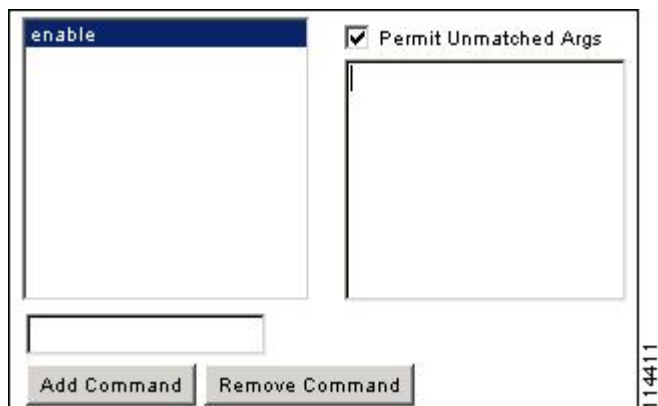 enable
Permit Unmatched Args
Add Command
Remove Command
114411